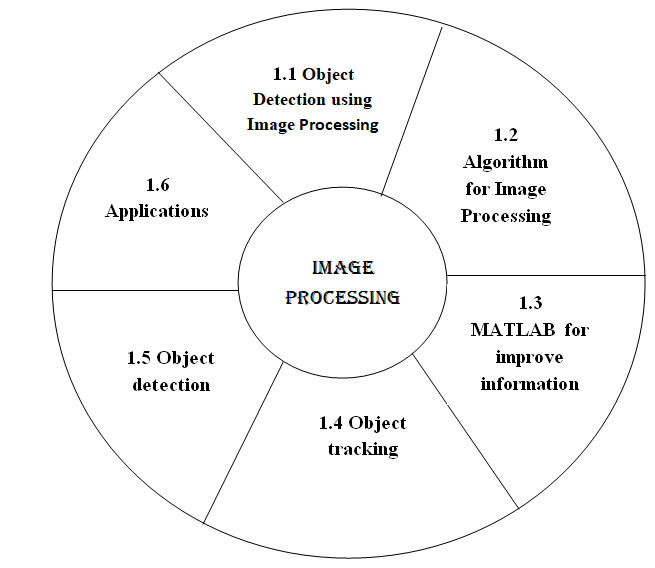 1.1 Object
Detection using
Image Processing
1.2
Algorithm
for Image
Processing
1.6
Applications
IMAGE
PROCESSING
1.3
MATLAB for
improve
information
1.5 Object
detection
1.4 Object
tracking